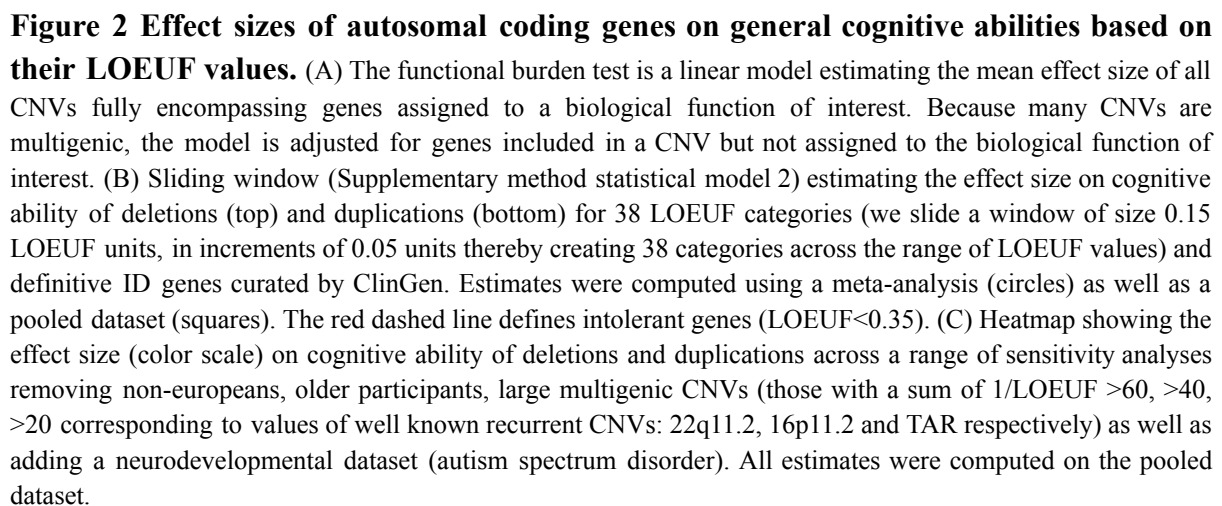 Figure 2 Effect sizes of autosomal coding genes on general cognitive abilities based on
their LOEUF values. (A) The functional burden test is a linear model estimating the mean effect size of all
CNVs fully encompassing genes assigned to a biological function of interest. Because many CNVs are
multigenic, the model is adjusted for genes included in a CNV but not assigned to the biological function of
interest. (B) Sliding window (Supplementary method statistical model 2) estimating the effect size on cognitive
ability of deletions (top) and duplications (bottom) for 38 LOEUF categories (we slide a window of size 0.15
LOEUF units, in increments of 0.05 units thereby creating 38 categories across the range of LOEUF values) and
definitive ID genes curated by ClinGen. Estimates were computed using a meta-analysis (circles) as well as a
pooled dataset (squares). The red dashed line defines intolerant genes (LOEUF<0.35). (C) Heatmap showing the
effect size (color scale) on cognitive ability of deletions and duplications across a range of sensitivity analyses
removing non-europeans, older participants, large multigenic CNVs (those with a sum of 1/LOEUF >60, >40,
>20 corresponding to values of well known recurrent CNVs: 22q11.2, 16p11.2 and TAR respectively) as well as
adding a neurodevelopmental dataset (autism spectrum disorder). All estimates were computed on the pooled
dataset.